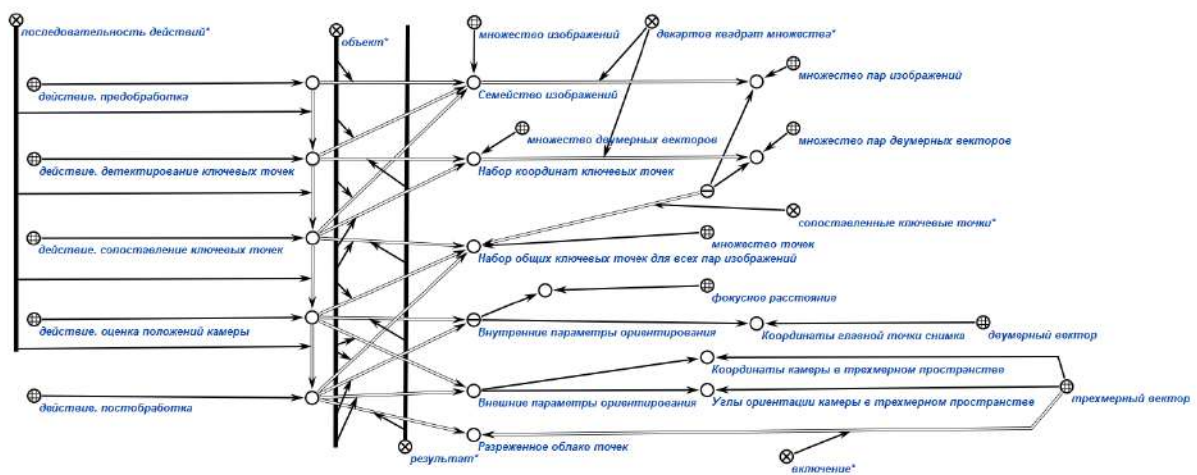 последовательность действий*
объект*
множество изображений
декартов квадрат множества*
множество пар изображений
действие. предобработка
Семейство изображений
множество двумерных векторов
множество пар двумерных векторов
действие. детектирование ключевых точек
Набор координат ключевых точек
сопоставленные ключевые точки*
действие. сопоставление ключевых точек
множество точек
Набор общих ключевых точек для всех пар изображений
фокусное расстояние
действие. оценка положений камеры
Внутренние параметры ориентирования
Координаты главной точки снимка
двумерный вектор
Координаты камеры в трехмерном пространстве
действие. постобработка
Внешние параметры ориентирования
Углы ориентации камеры в трехмерном пространстве
трехмерный вектор
Разреженное облако точек
результат*
включение*